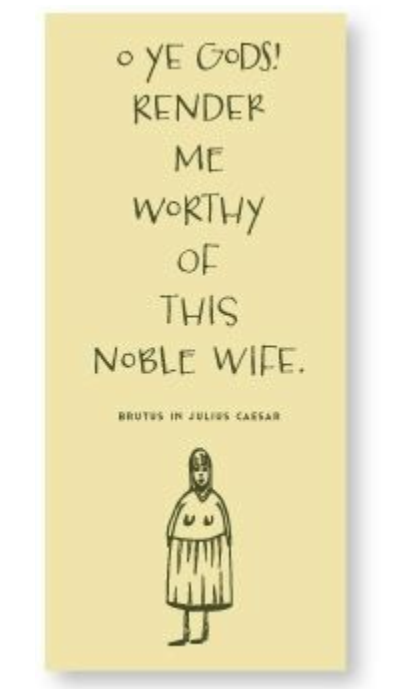 O YE GODS!
RENDER
ME
WORTHY
OF
THIS
NOBLE WIFE.
BRUTUS IN JULIUS CAESAR